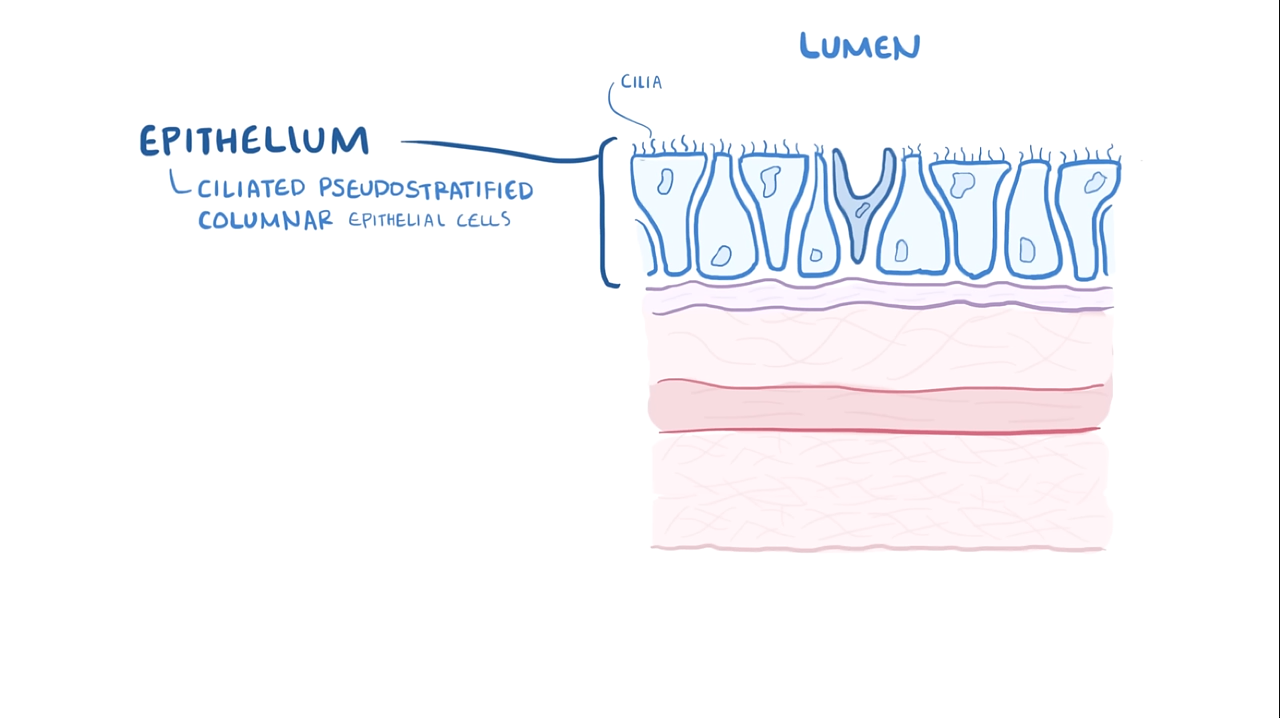 LUMEN
CILIA
EPITHELIUM
CILIATED PSEUDOSTRATIFIED
COLUMNAR EPITHELIAL CELLS